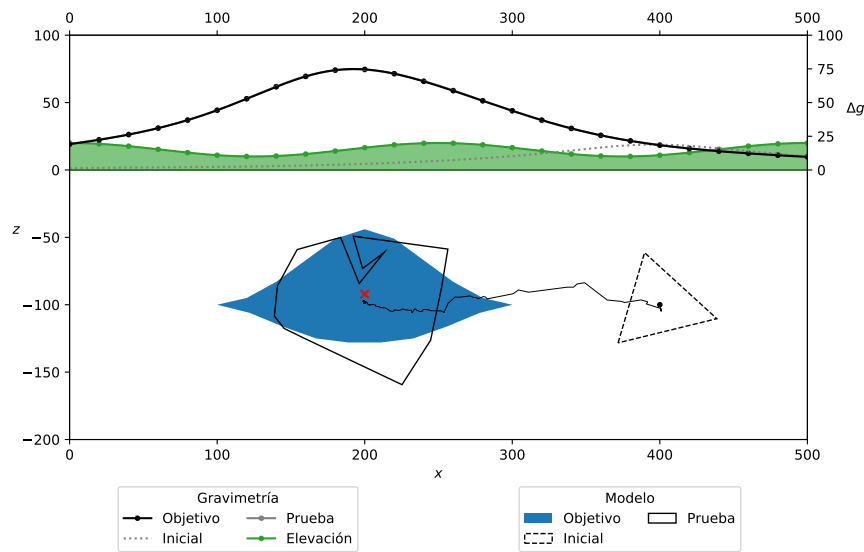 0 100 200 300 400 500
100 100
50 75
0 50
−50 25
−100 0
−150
−200
Δg
z
0 100 200 300 400 500
x
Gravimetría
Objetivo Prueba
Inicial Elevación
Modelo
Objetivo Prueba
Inicial